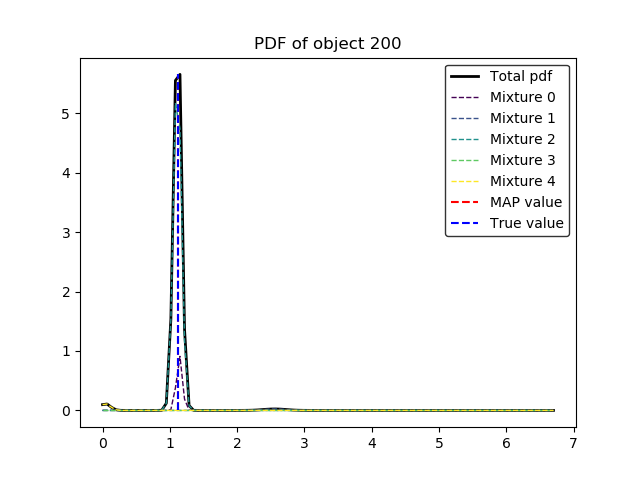 PDF of object 200
Total pdf
Mixture 0
Mixture 1
Mixture 2
Mixture 3
Mixture 4
MAP value
True value
5
4
3
2
1
0
0 1 2 3 4 5 6 7